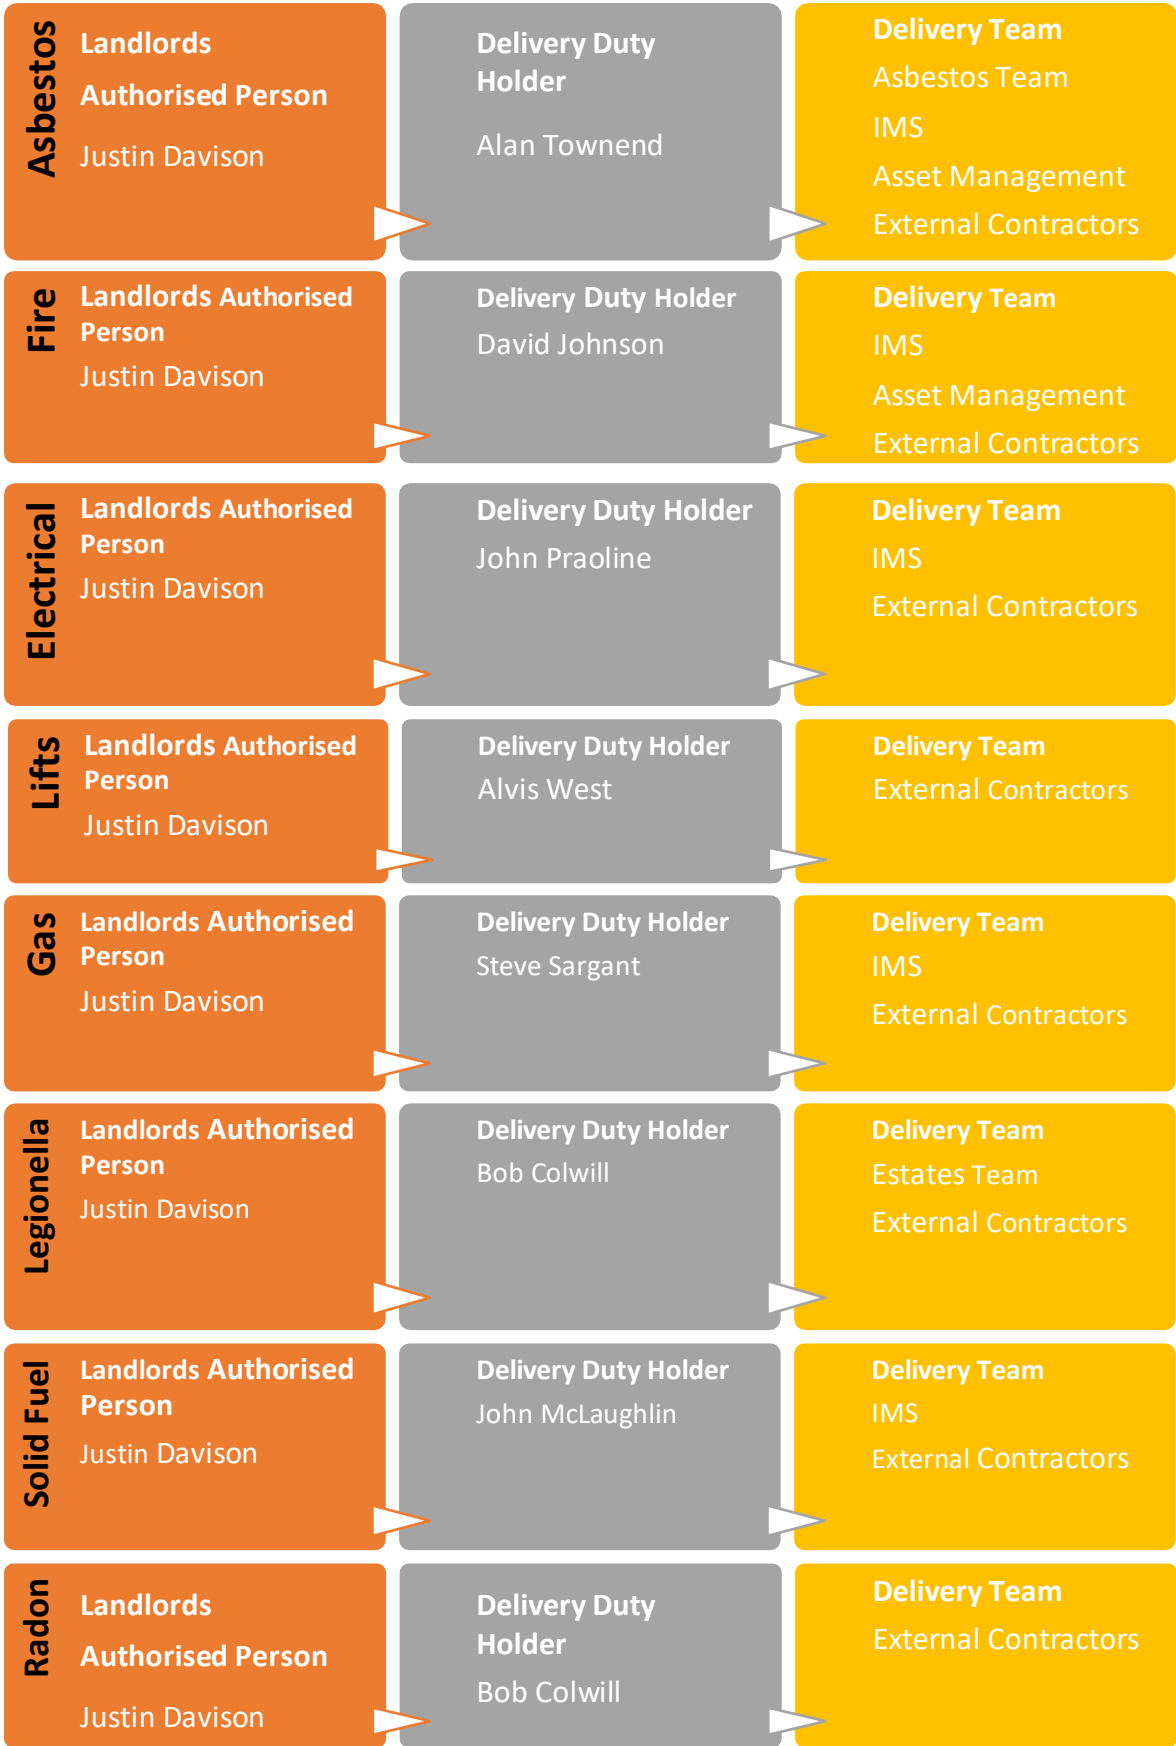 Asbestos
Landlords
Authorised Person
Justin Davison
Delivery Duty
Holder
Alan Townend
Delivery Team
Asbestos Team
IMS
Asset Management
External Contractors
Fire
Landlords Authorised
Person
Justin Davison
Delivery Duty Holder
David Johnson
Delivery Team
IMS
Asset Management
External Contractors
Electrical
Landlords Authorised
Person
Justin Davison
Delivery Duty Holder
John Praoline
Delivery Team
IMS
External Contractors
Lifts
Landlords Authorised
Person
Justin Davison
Delivery Duty Holder
Alvis West
Delivery Team
External Contractors
Gas
Landlords Authorised
Person
Justin Davison
Delivery Duty Holder
Steve Sargant
Delivery Team
IMS
External Contractors
Legionella
Landlords Authorised
Person
Justin Davison
Delivery Duty Holder
Bob Colwill
Delivery Team
Estates Team
External Contractors
Solid Fuel
Landlords Authorised
Person
Justin Davison
Delivery Duty Holder
John McLaughlin
Delivery Team
IMS
External Contractors
Radon
Landlords
Authorised Person
Justin Davison
Delivery Duty
Holder
Bob Colwill
Delivery Team
External Contractors